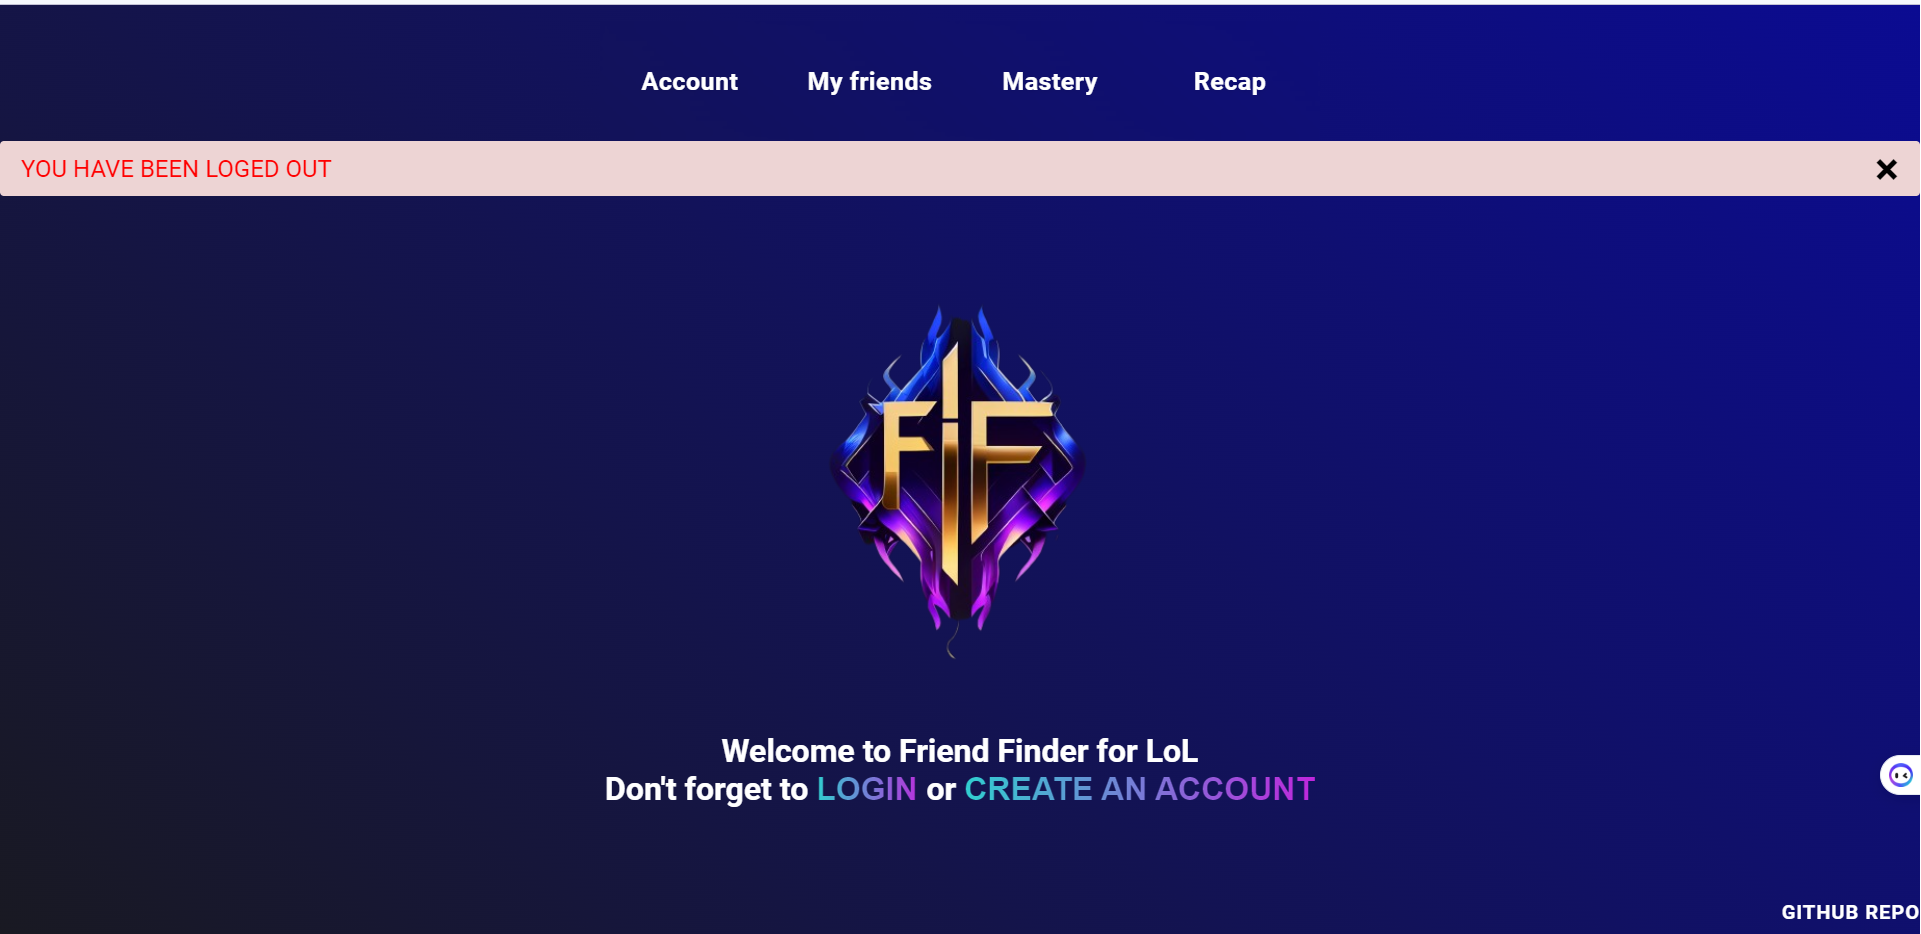 Account My friends Mastery Recap
YOU HAVE BEEN LOGED OUT
FiF
Welcome to Friend Finder for LoL
Don't forget to LOGIN or CREATE AN ACCOUNT
GITHUB REPO